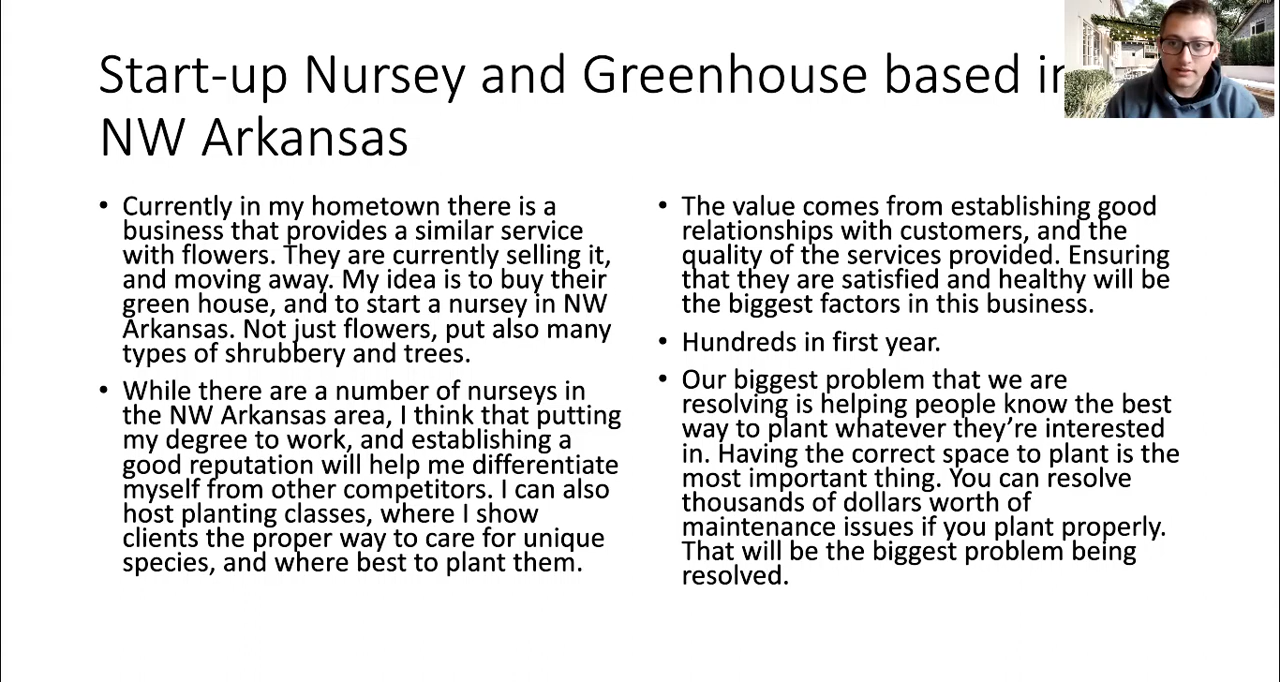 Start-up Nursey and Greenhouse based in
NW Arkansas
• Currently in my hometown there is a
business that provides a similar service
with flowers. They are currently selling it,
and moving away. My idea is to buy their
green house, and to start a nursey in NW
Arkansas. Not just flowers, put also many
types of shrubbery and trees.
• While there are a number of nurseys in
the NW Arkansas area, I think that putting
my degree to work, and establishing a
good reputation will help me differentiate
myself from other competitors. I can also
host planting classes, where I show
clients the proper way to care for unique
species, and where best to plant them.
• The value comes from establishing good
relationships with customers, and the
quality of the services provided. Ensuring
that they are satisfied and healthy will be
the biggest factors in this business.
• Hundreds in first year.
• Our biggest problem that we are
resolving is helping people know the best
way to plant whatever they’re interested
in. Having the correct space to plant is the
most important thing. You can resolve
thousands of dollars worth of
maintenance issues if you plant properly.
That will be the biggest problem being
resolved.